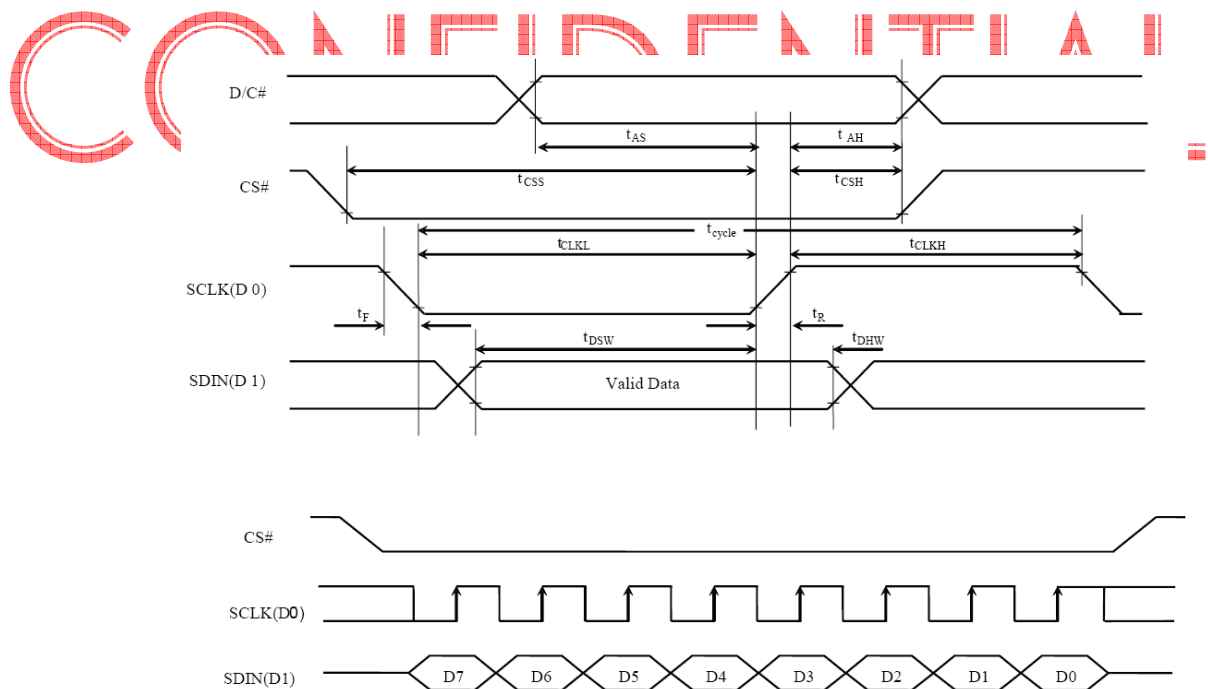 CONFIDENTIAL
D/C#
tAS
tAH
CS#
tCSS
tCSH
tcycle
tCLKL
tCLKH
SCLK(D 0)
tF
tR
tDSW
tDHW
SDIN(D 1)
Valid Data
CS#
SCLK(D0)
SDIN(D1)
D7 D6 D5 D4 D3 D2 D1 D0